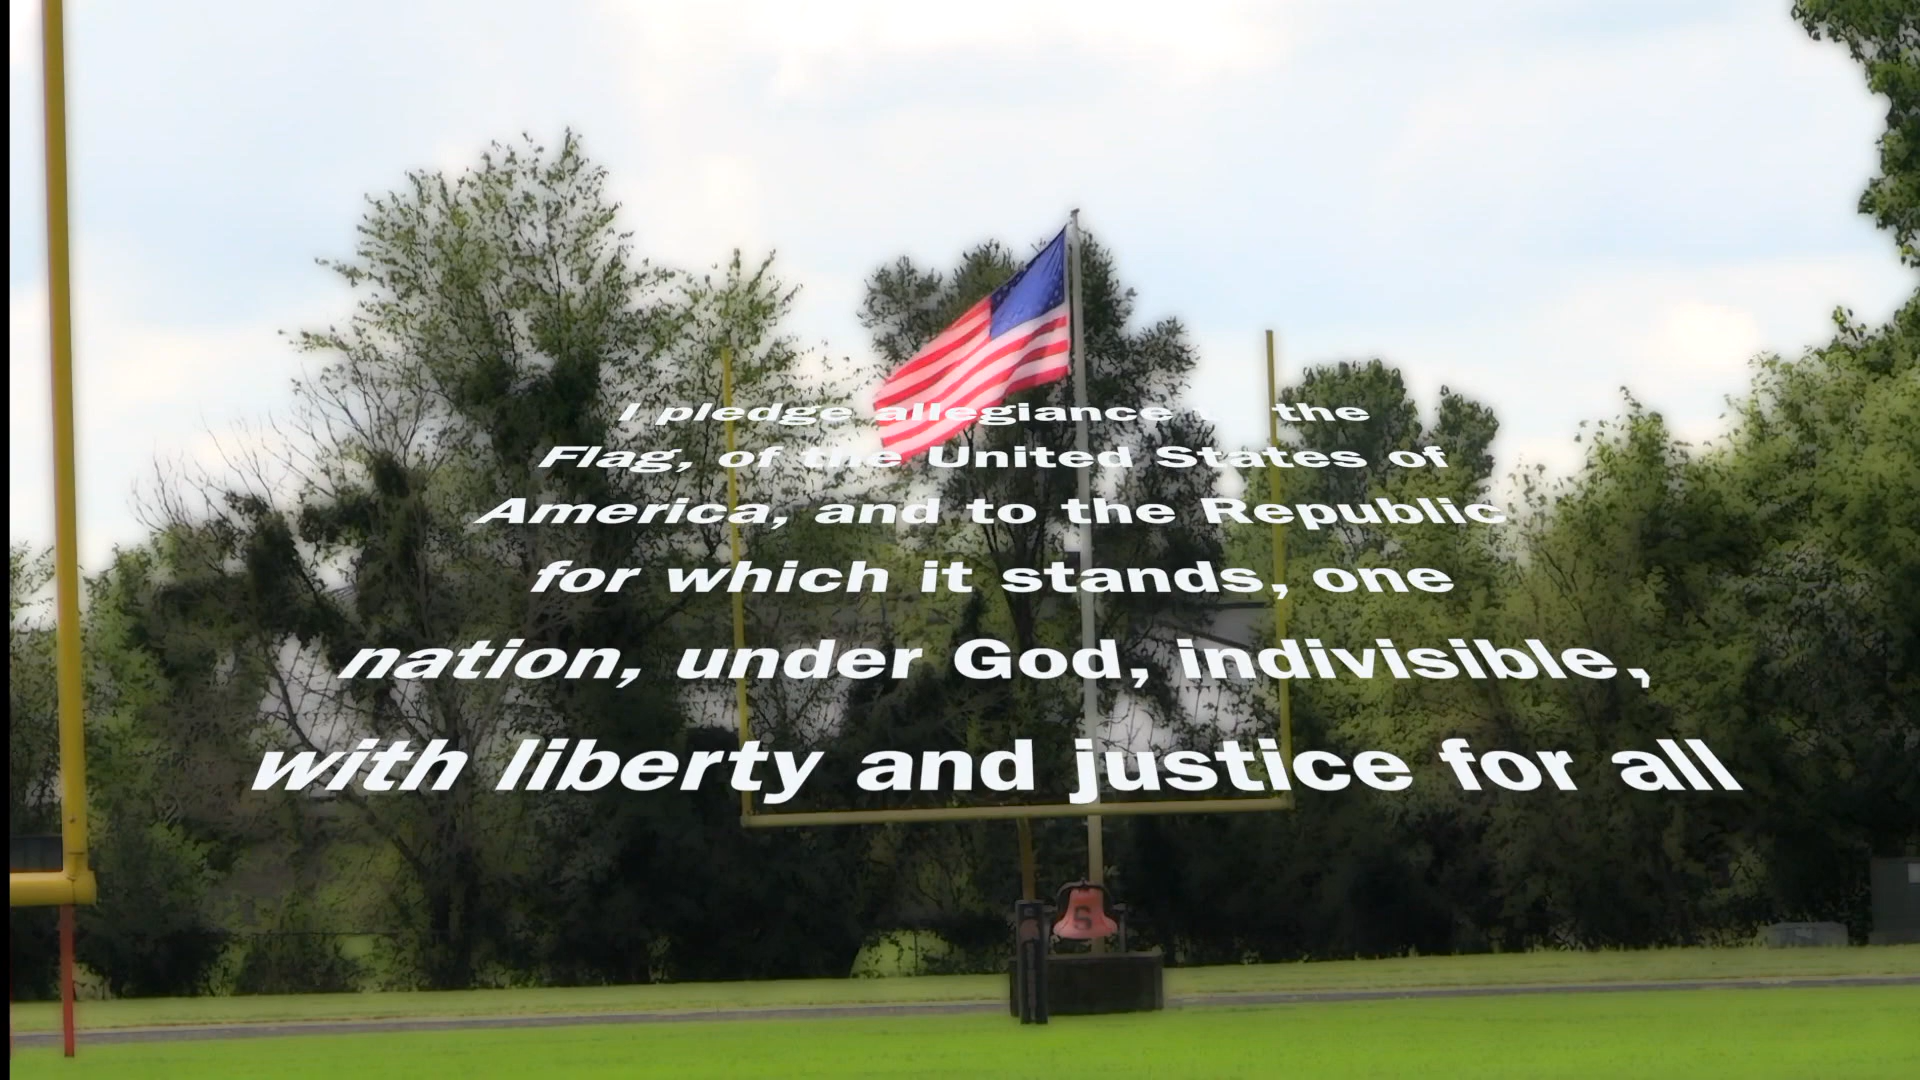 I pledge allegiance the
Flag, of the United States of
America, and to the Republic
for which it stands, one
nation, under God, indivisible,
with liberty and justice for all
S